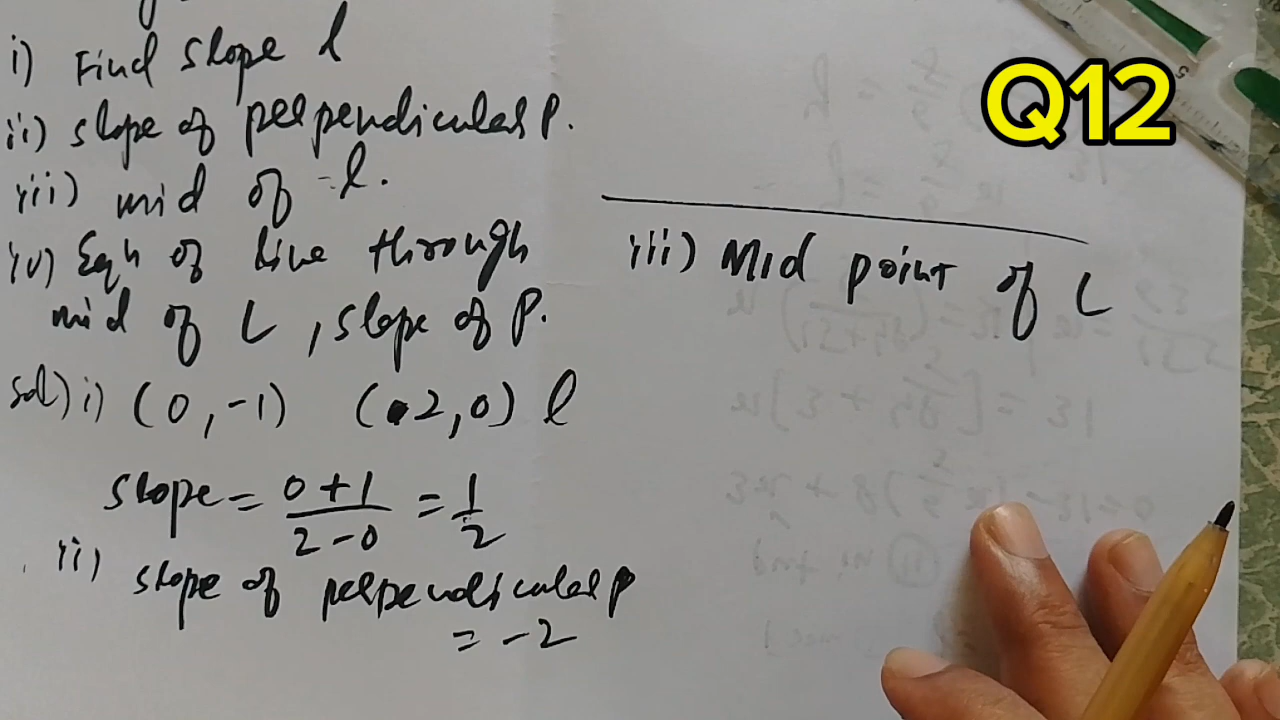 i) Find slope l
ii) slope of perpendicular P.
iii) mid of l.
iv) Eqn of line through
mid of L, slope of P.
sol) i) (0,-1) (2,0) l
slope = 0+1/2-0 = 1/2
ii) slope of perpendicular P
= -2
Q12
iii) Mid point of L